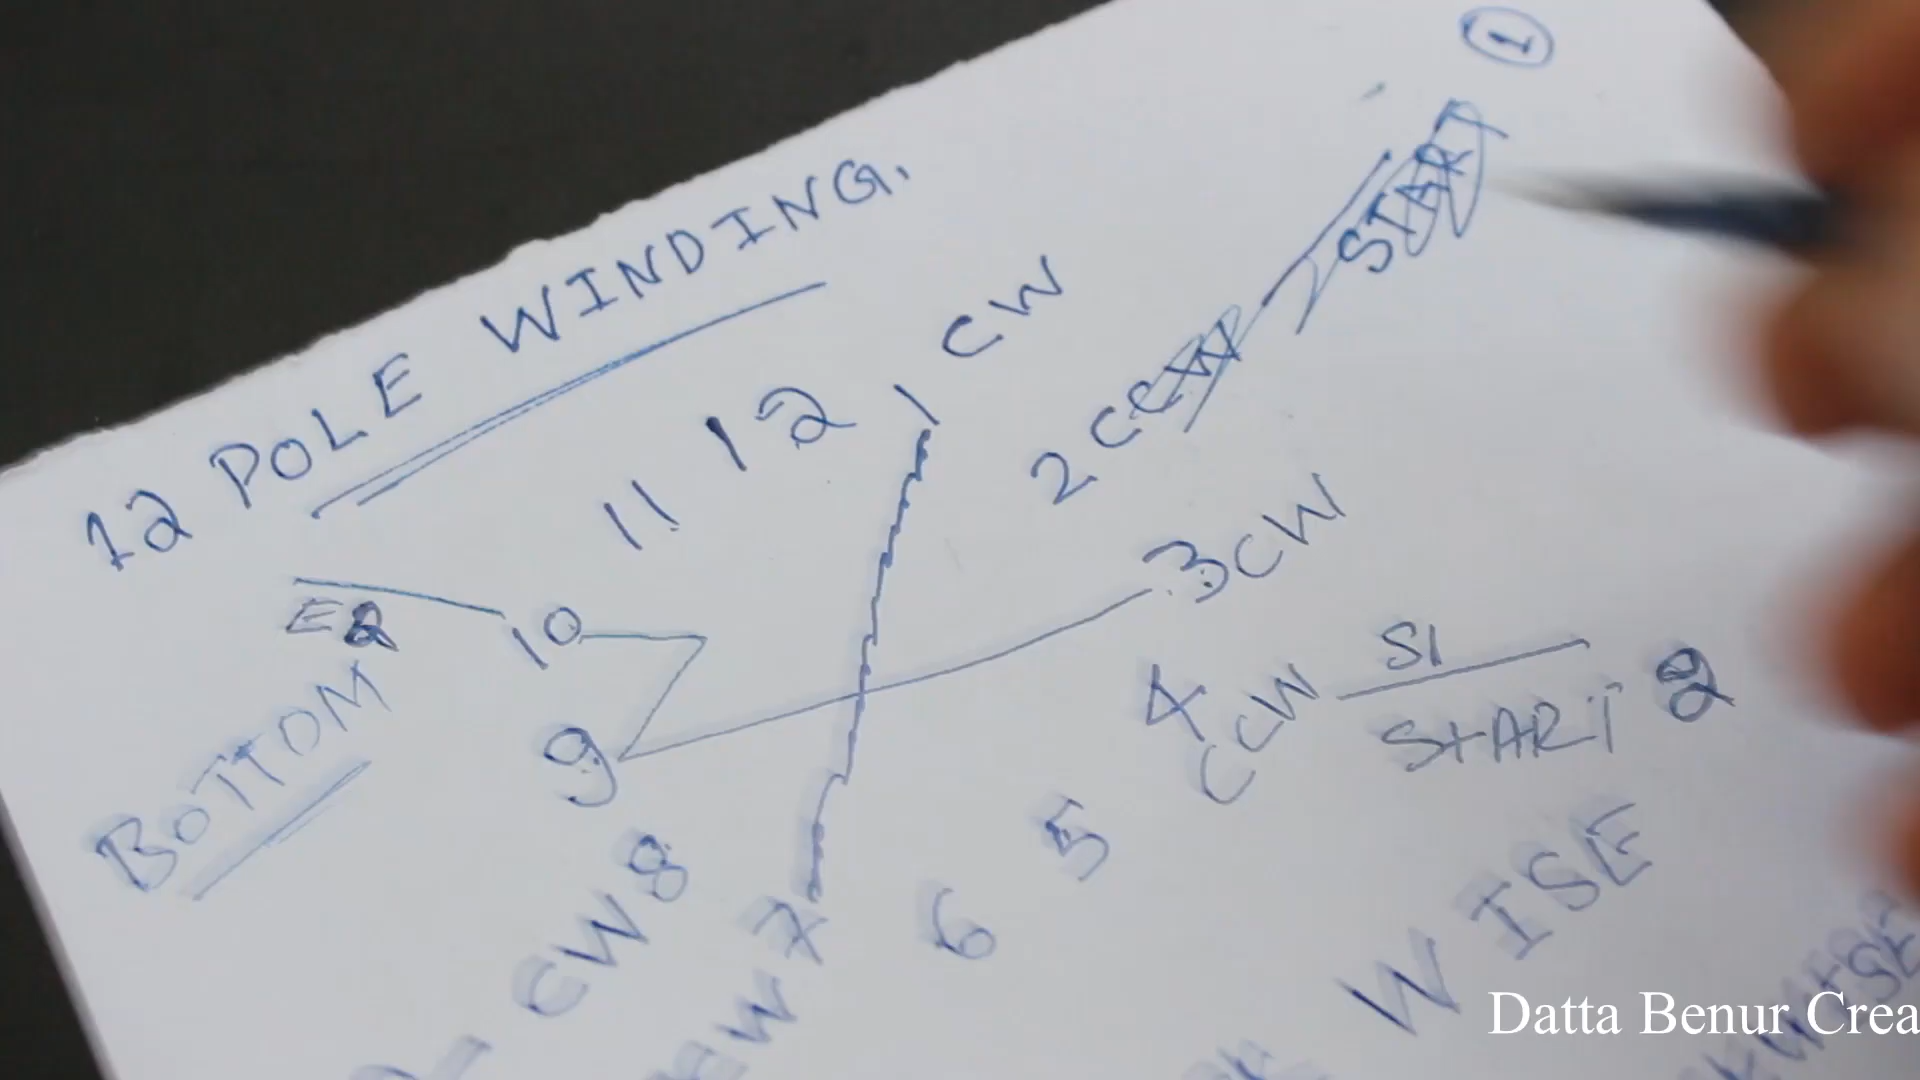 1
12 POLE WINDING.
1 CW
2 CCW START
11 12
3 CW
10
E2
BOTTOM
4 CCW S1
START 2
9
5
8 CW
6
7
WISE
Datta Benur Crea